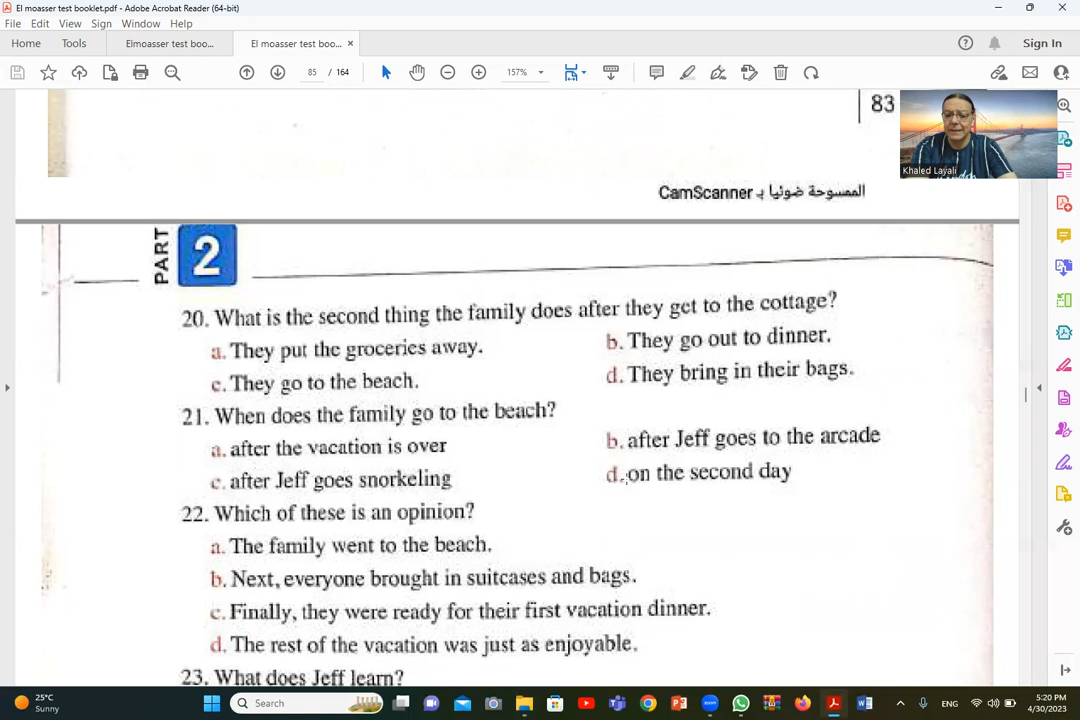 El moasser test booklet.pdf - Adobe Acrobat Reader (64-bit)
File Edit View Sign Window Help
Home Tools Elmoasser test boo... El moasser test boo... × Sign In
85 / 164 157%
83
Khaled Layali
الممسوحة ضوئيا بـ CamScanner
PART 2
20. What is the second thing the family does after they get to the cottage?
a. They put the groceries away. b. They go out to dinner.
c. They go to the beach. d. They bring in their bags.
21. When does the family go to the beach?
a. after the vacation is over b. after Jeff goes to the arcade
c. after Jeff goes snorkeling d. on the second day
22. Which of these is an opinion?
a. The family went to the beach.
b. Next, everyone brought in suitcases and bags.
c. Finally, they were ready for their first vacation dinner.
d. The rest of the vacation was just as enjoyable.
23. What does Jeff learn?
25°C
Sunny
Search
ENG
5:20 PM
4/30/2023